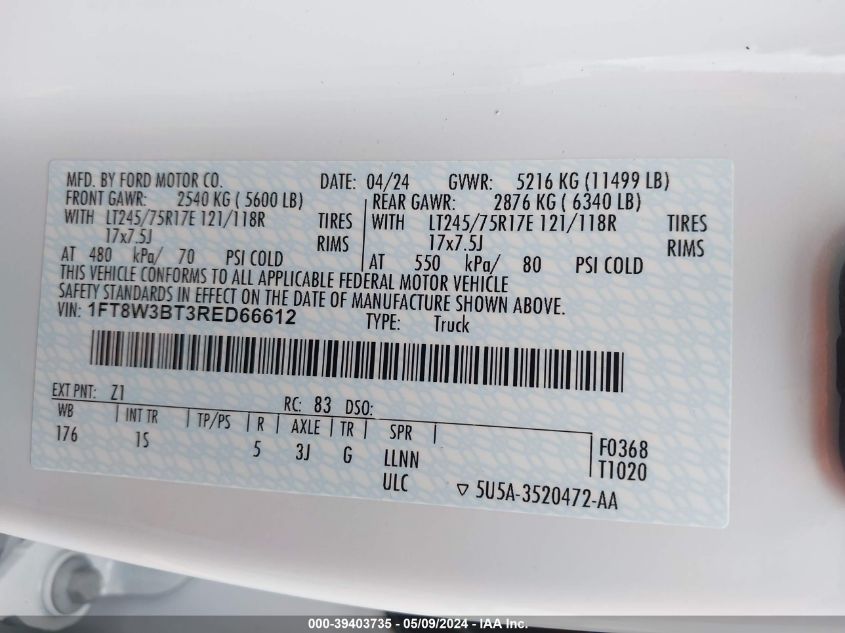 MFD. BY FORD MOTOR CO. DATE: 04/24 GVWR: 5216 KG (11499 LB)
FRONT GAWR: 2540 KG ( 5600 LB) REAR GAWR: 2876 KG ( 6340 LB)
WITH LT245/75R17E 121/118R TIRES WITH LT245/75R17E 121/118R TIRES
17x7.5J RIMS 17x7.5J RIMS
AT 480 kPa/ 70 PSI COLD AT 550 kPa/ 80 PSI COLD
THIS VEHICLE CONFORMS TO ALL APPLICABLE FEDERAL MOTOR VEHICLE
SAFETY STANDARDS IN EFFECT ON THE DATE OF MANUFACTURE SHOWN ABOVE.
VIN: 1FT8W3BT3RED66612 TYPE: Truck
EXT PNT: Z1 RC: 83 DSO:
WB INT TR TP/PS R AXLE TR SPR F0368
176 1S 5 3J G LLNN T1020
ULC ▽ 5U5A-3520472-AA
000-39403735 - 05/09/2024 - IAA Inc.